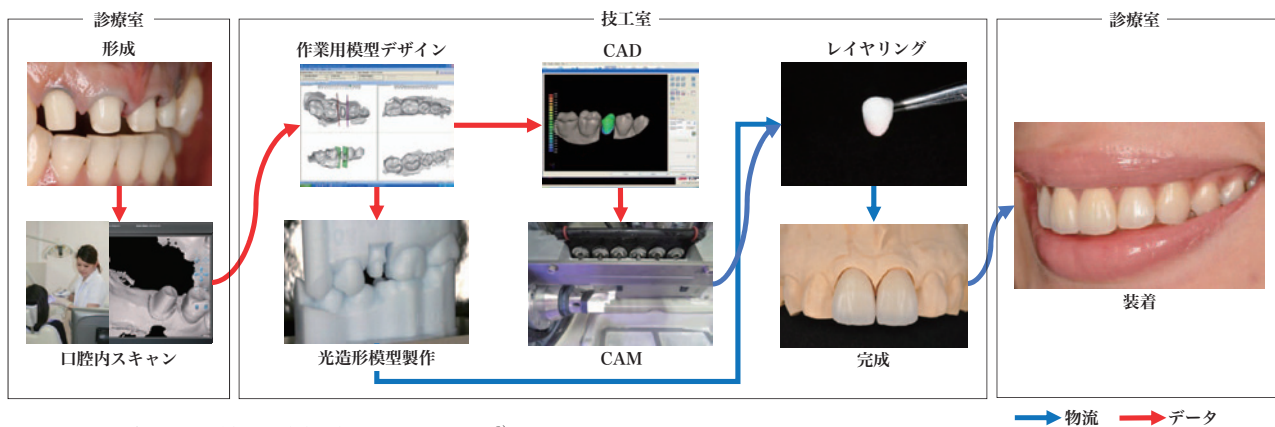 診療室
形成
口腔内スキャン
技工室
作業用模型デザイン
CAD
レイヤリング
光造形模型製作
CAM
完成
診療室
装着
物流
データ